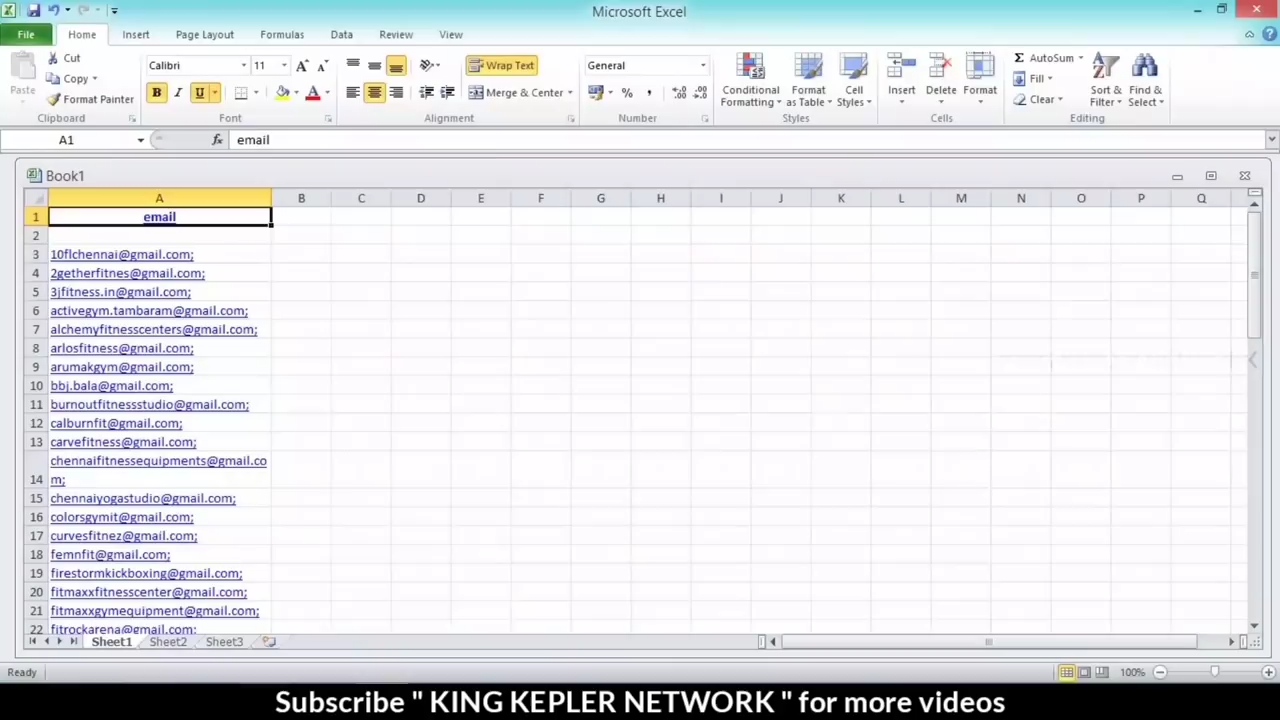 Microsoft Excel
File Home Insert Page Layout Formulas Data Review View
Cut
Copy
Format Painter
Paste
Clipboard
Calibri 11
B I U
Font
Wrap Text
Merge & Center
Alignment
General
%
Number
Conditional Formatting
Format as Table
Cell Styles
Styles
Insert Delete Format
Cells
AutoSum
Fill
Clear
Sort & Filter
Find & Select
Editing
A1 fx email
Book1
A B C D E F G H I J K L M N O P Q
1 email
2
3 10flchennai@gmail.com;
4 2getherfitnes@gmail.com;
5 3jfitness.in@gmail.com;
6 activegym.tambaram@gmail.com;
7 alchemyfitnesscenters@gmail.com;
8 arlosfitness@gmail.com;
9 arumakgym@gmail.com;
10 bbj.bala@gmail.com;
11 burnoutfitnessstudio@gmail.com;
12 calburnfit@gmail.com;
13 carvefitness@gmail.com;
chennaifitnessequipments@gmail.co
14 m;
15 chennaiyogastudio@gmail.com;
16 colorsgymit@gmail.com;
17 curvesfitnez@gmail.com;
18 femnfit@gmail.com;
19 firestormkickboxing@gmail.com;
20 fitmaxxfitnesscenter@gmail.com;
21 fitmaxxgymequipment@gmail.com;
22 fitrockarena@gmail.com;
Sheet1 Sheet2 Sheet3
Ready 100%
Subscribe " KING KEPLER NETWORK " for more videos